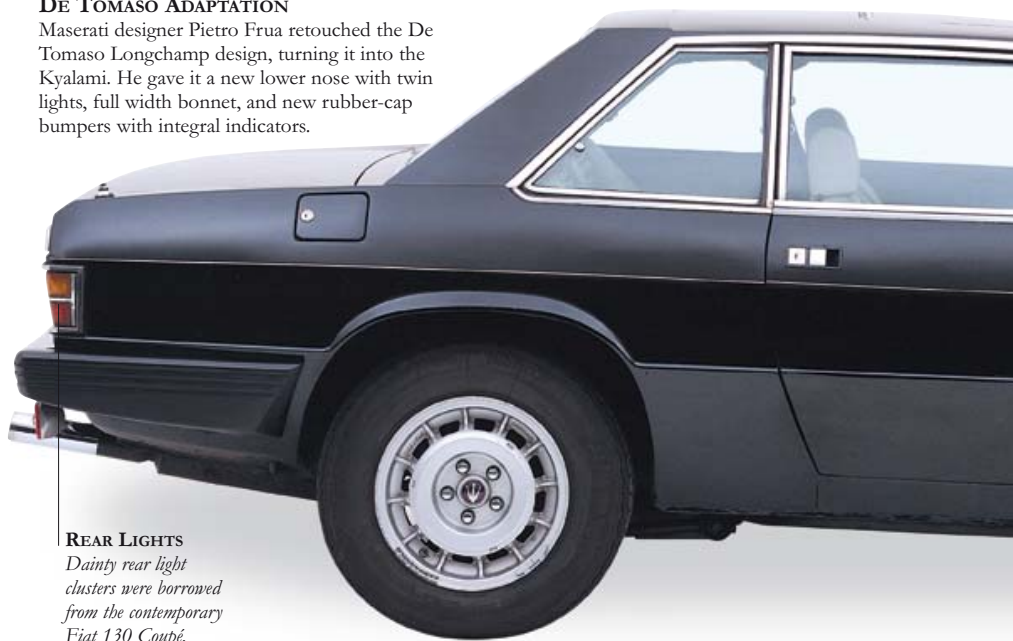 DE TOMASO ADAPTATION
Maserati designer Pietro Frua retouched the De
Tomaso Longchamp design, turning it into the
Kyalami. He gave it a new lower nose with twin
lights, full width bonnet, and new rubber-cap
bumpers with integral indicators.
REAR LIGHTS
Dainty rear light
clusters were borrowed
from the contemporary
Fiat 130 Coupé.